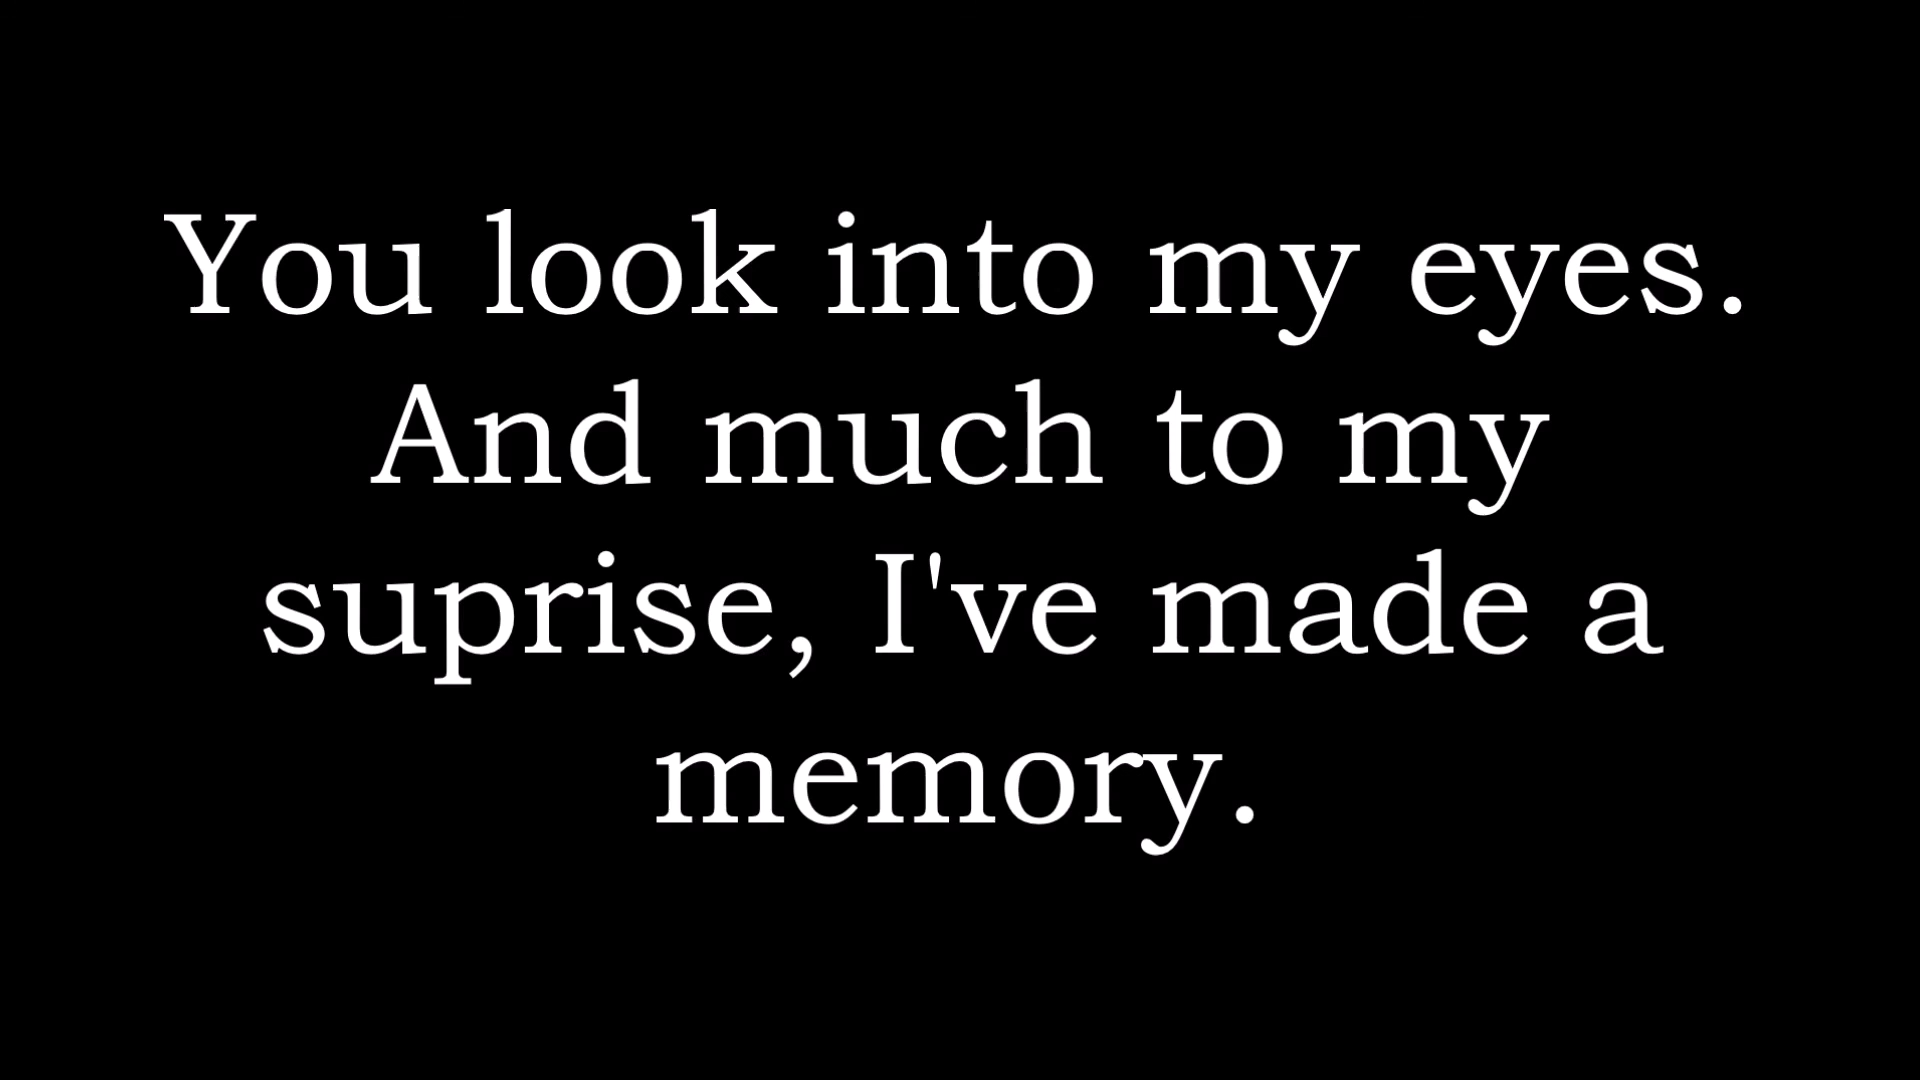 You look into my eyes.
And much to my
suprise, I've made a
memory.